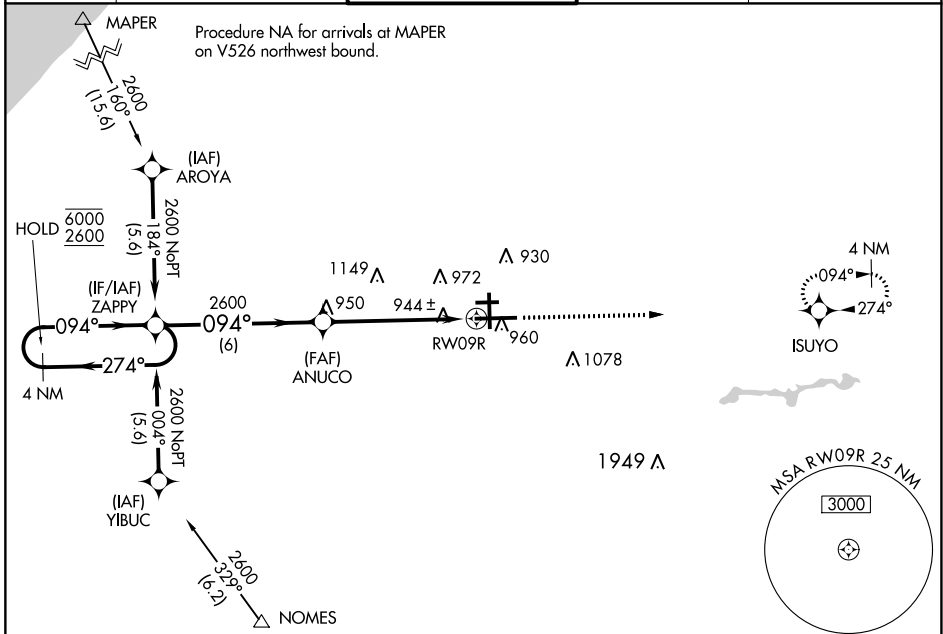 MAPER
Procedure NA for arrivals at MAPER
on V526 northwest bound.
2600
160°
(15.6)
(IAF)
AROYA
2600 NoPT
184°
(5.6)
HOLD 6000
2600
(IF/IAF)
ZAPPY
094°
274°
4 NM
2600
094°
(6)
(FAF)
ANUCO
1149
950
972
944±
930
RW09R
960
1078
4 NM
094°
274°
ISUYO
2600 NoPT
004°
(5.6)
(IAF)
YIBUC
2600
329°
(6.2)
NOMES
1949
MSA RW09R 25 NM
3000